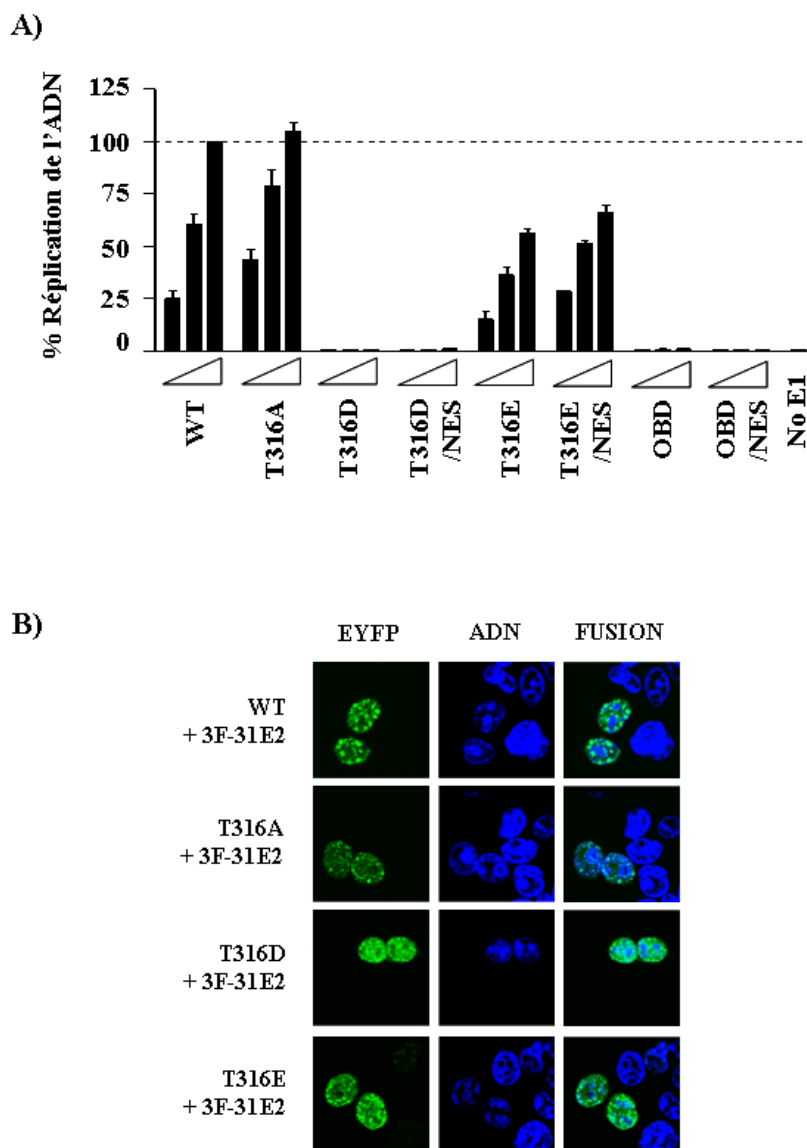 A)
% Réplication de l'ADN
125
100
75
50
25
0
WT
T316A
T316D
T316D
/NES
T316E
T316E
/NES
OBD
OBD
/NES
No E1
B)
EYFP ADN FUSION
WT
+ 3F-31E2
T316A
+ 3F-31E2
T316D
+ 3F-31E2
T316E
+ 3F-31E2